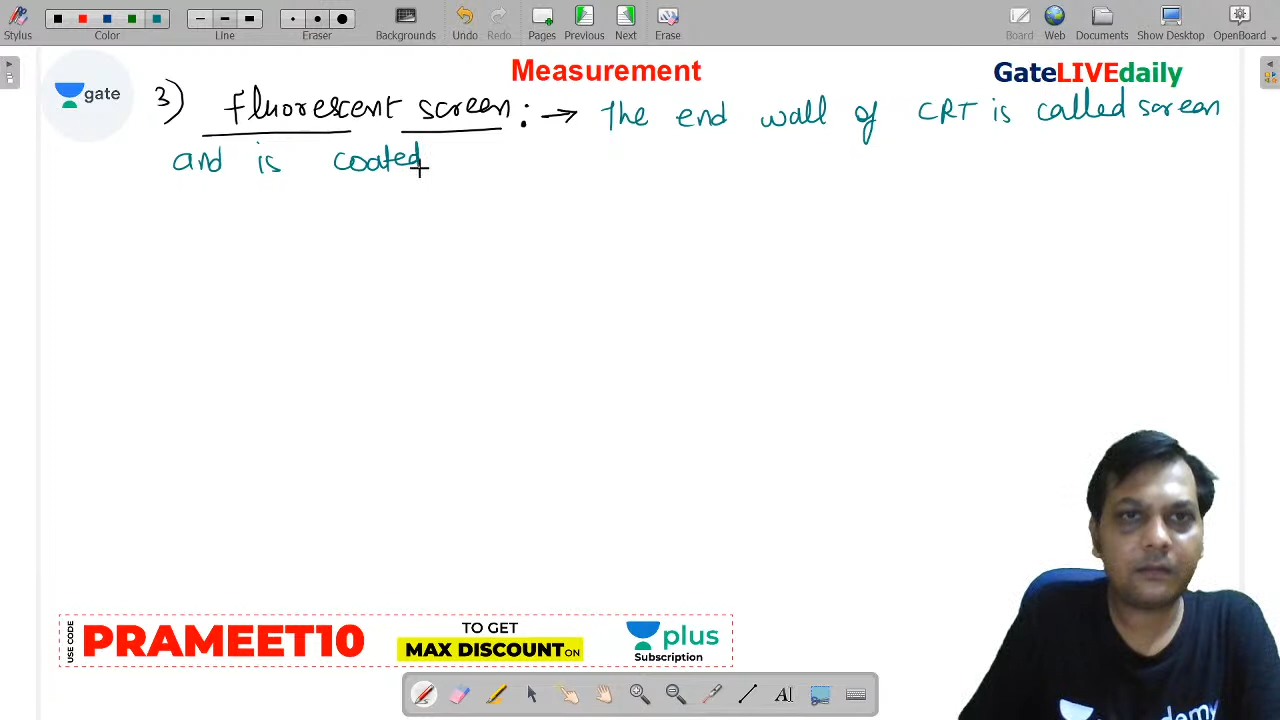 Stylus
Color
Line
Eraser
Backgrounds
Undo
Redo
Pages
Previous
Next
Erase
Board
Web
Documents
Show Desktop
OpenBoard
gate
Measurement
GateLIVEdaily
3) fluorescent screen :→ The end wall of CRT is called screen
and is coated
USE CODE
PRAMEET10
TO GET
MAX DISCOUNT ON
plus
Subscription